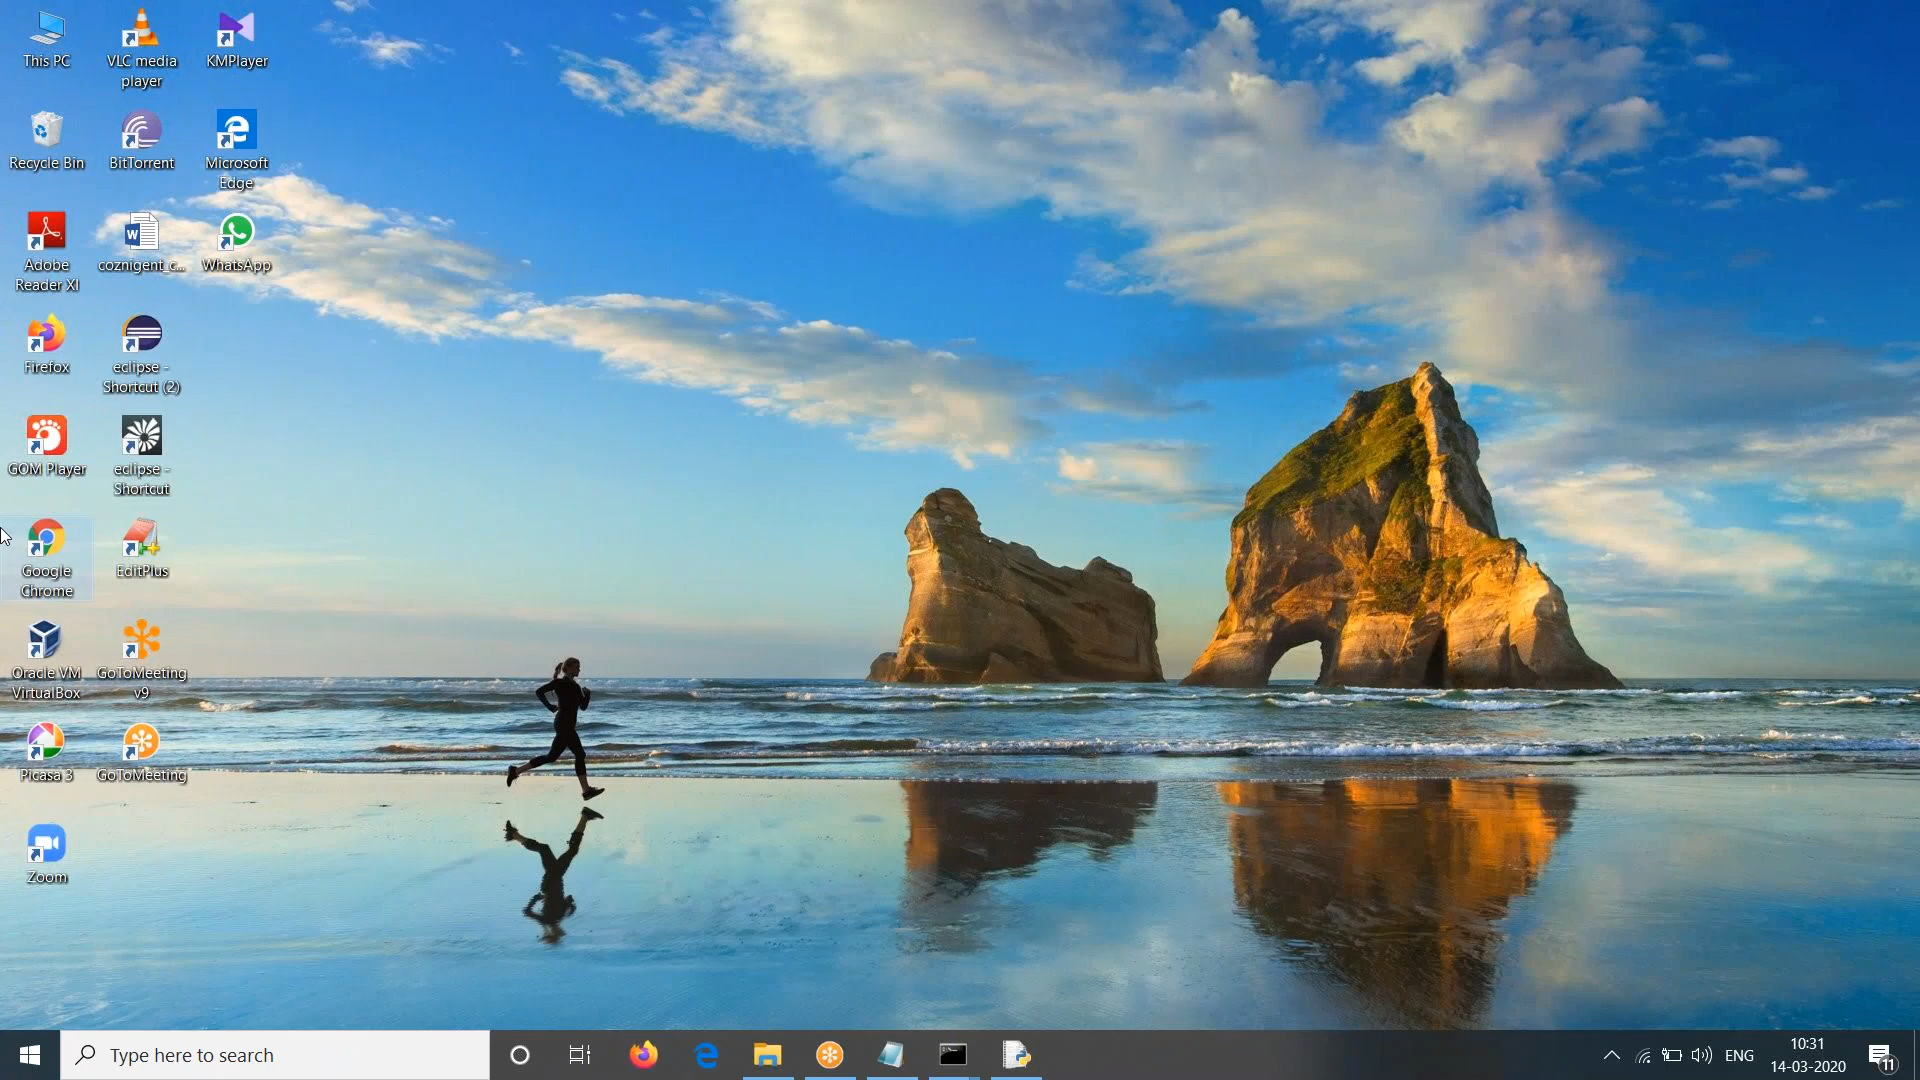 This PC
VLC media
player
KMPlayer
Recycle Bin
BitTorrent
Microsoft
Edge
Adobe
Reader XI
coznigent_c...
WhatsApp
Firefox
eclipse -
Shortcut (2)
GOM Player
eclipse -
Shortcut
Google
Chrome
EditPlus
Oracle VM
VirtualBox
GoToMeeting
v9
Picasa 3
GoToMeeting
Zoom
Type here to search
ENG
10:31
14-03-2020
11